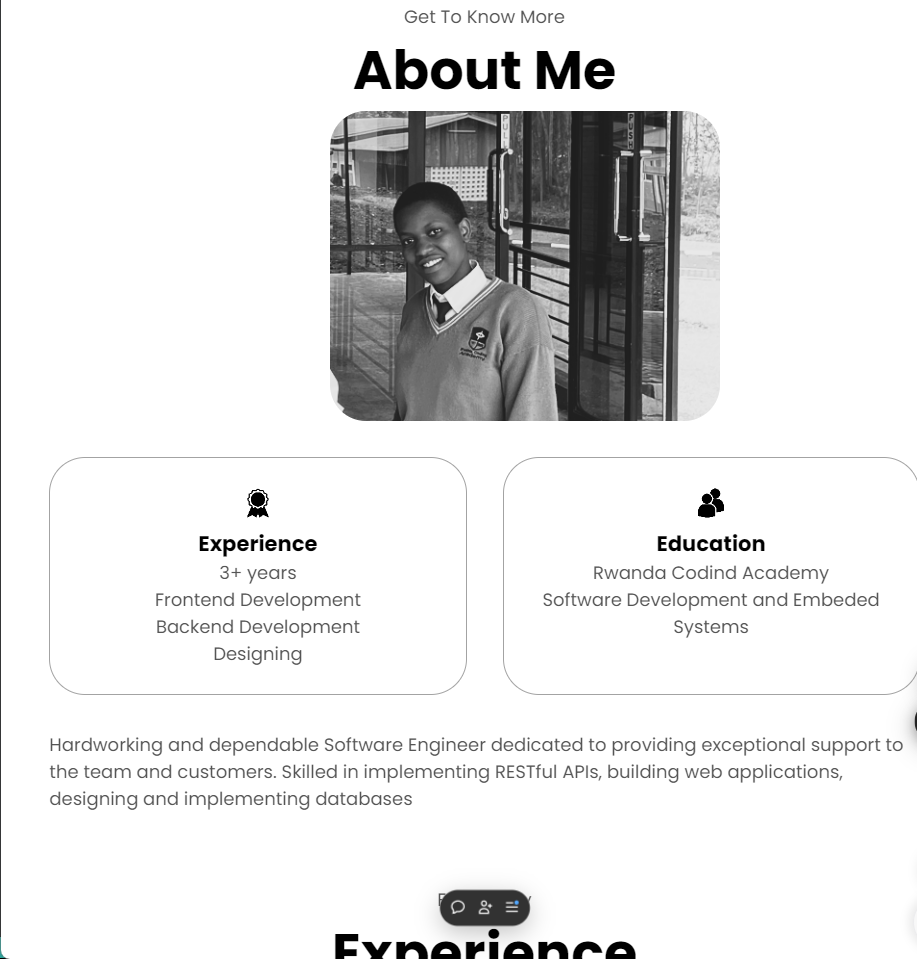 Get To Know More
About Me
PULL
PUSH
Experience
3+ years
Frontend Development
Backend Development
Designing
Education
Rwanda Codind Academy
Software Development and Embeded
Systems
Hardworking and dependable Software Engineer dedicated to providing exceptional support to
the team and customers. Skilled in implementing RESTful APIs, building web applications,
designing and implementing databases
Experience